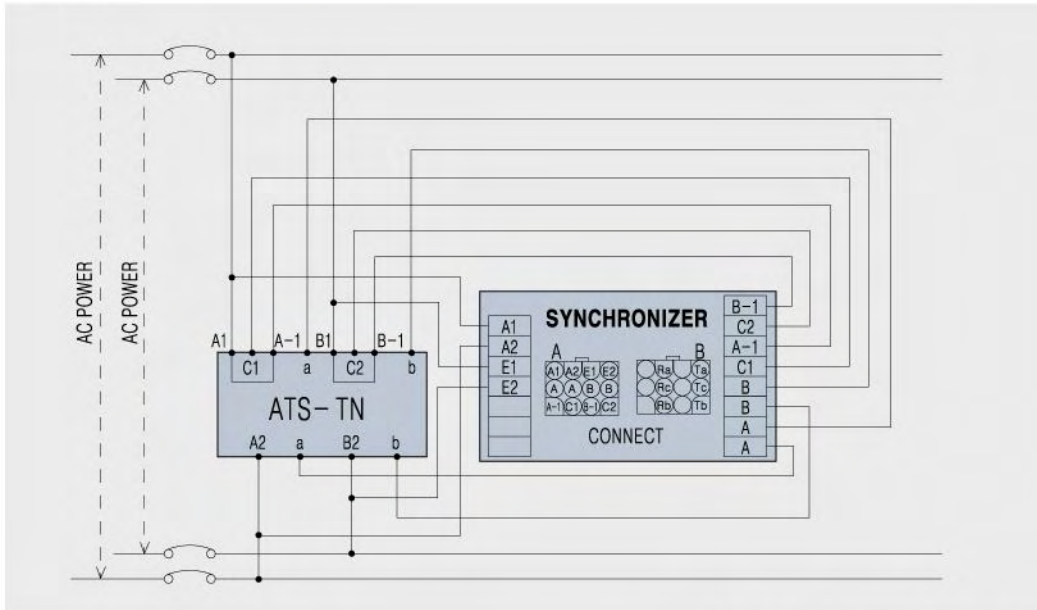 AC POWER
AC POWER
A1
C1
A-1
a
B1
C2
B-1
b
ATS-TN
A2
a
B2
b
SYNCHRONIZER
A1
A2
E1
E2
A
A1 A2 E1 E2
A A B B
A-1 C1 B-1 C2
B
Ra Ta
Rc Tc
Rb Tb
CONNECT
B-1
C2
A-1
C1
B
B
A
A